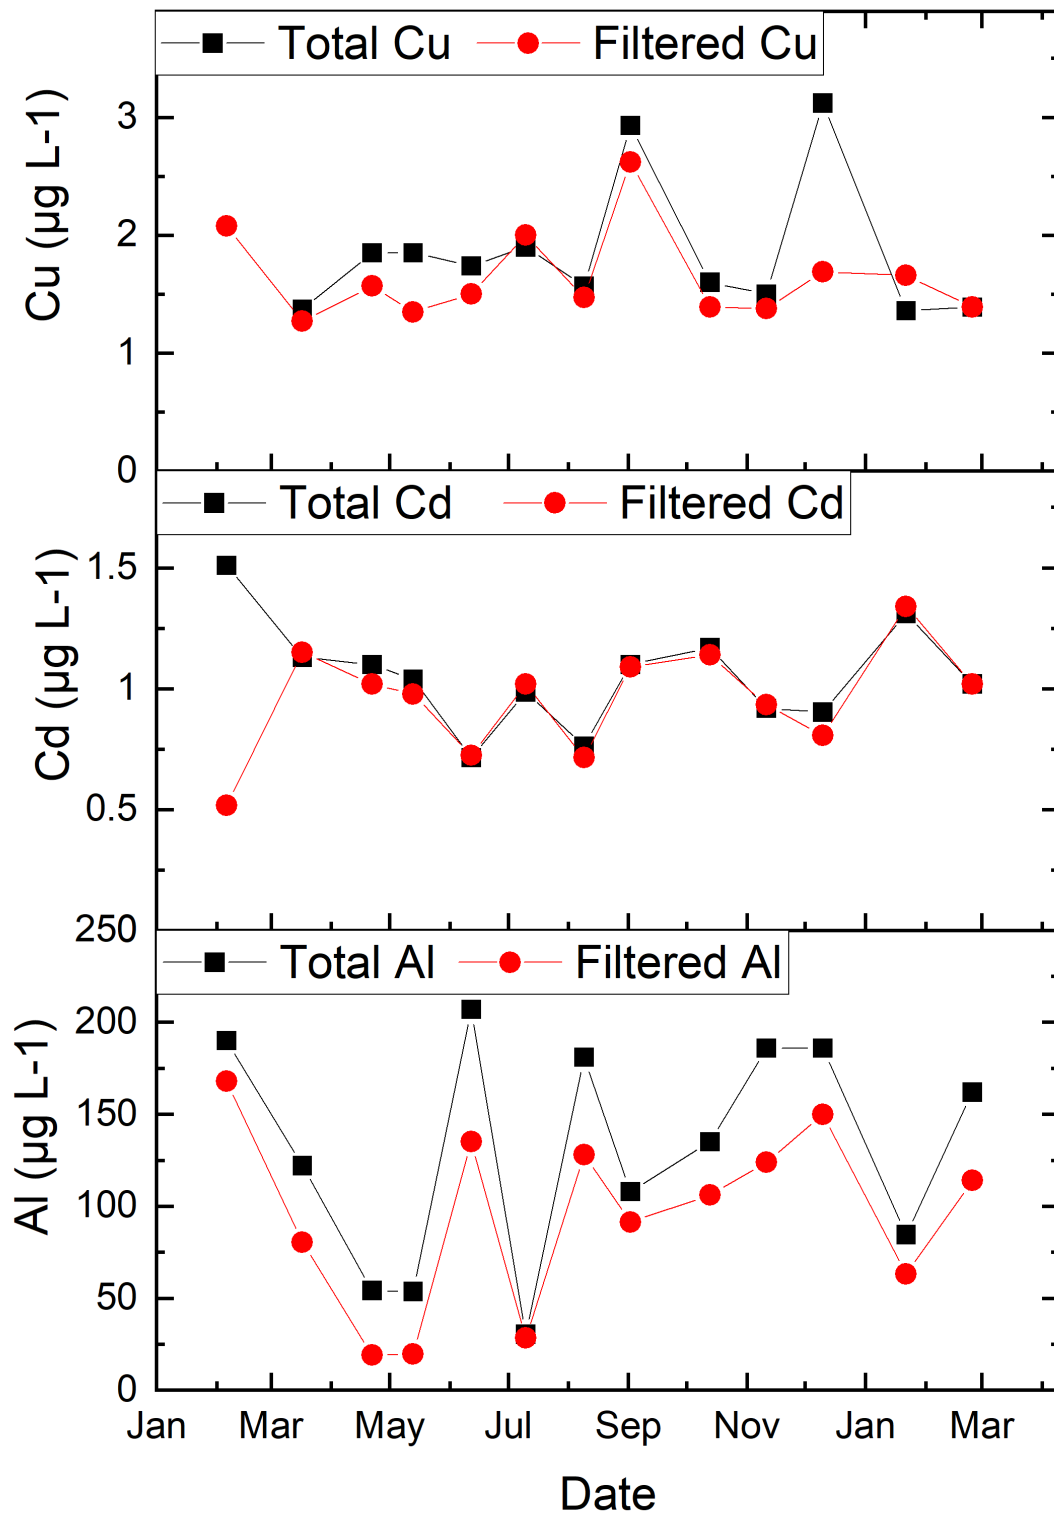 Total Cu Filtered Cu
Cu (µg L-1)
3
2
1
0
Total Cd Filtered Cd
Cd (µg L-1)
1.5
1
0.5
250
Total Al Filtered Al
Al (µg L-1)
200
150
100
50
0
Jan Mar May Jul Sep Nov Jan Mar
Date